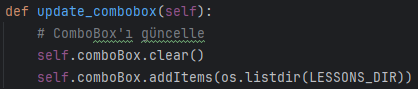 def update_combobox(self):
    # ComboBox'ı güncelle
    self.comboBox.clear()
    self.comboBox.addItems(os.listdir(LESSONS_DIR))